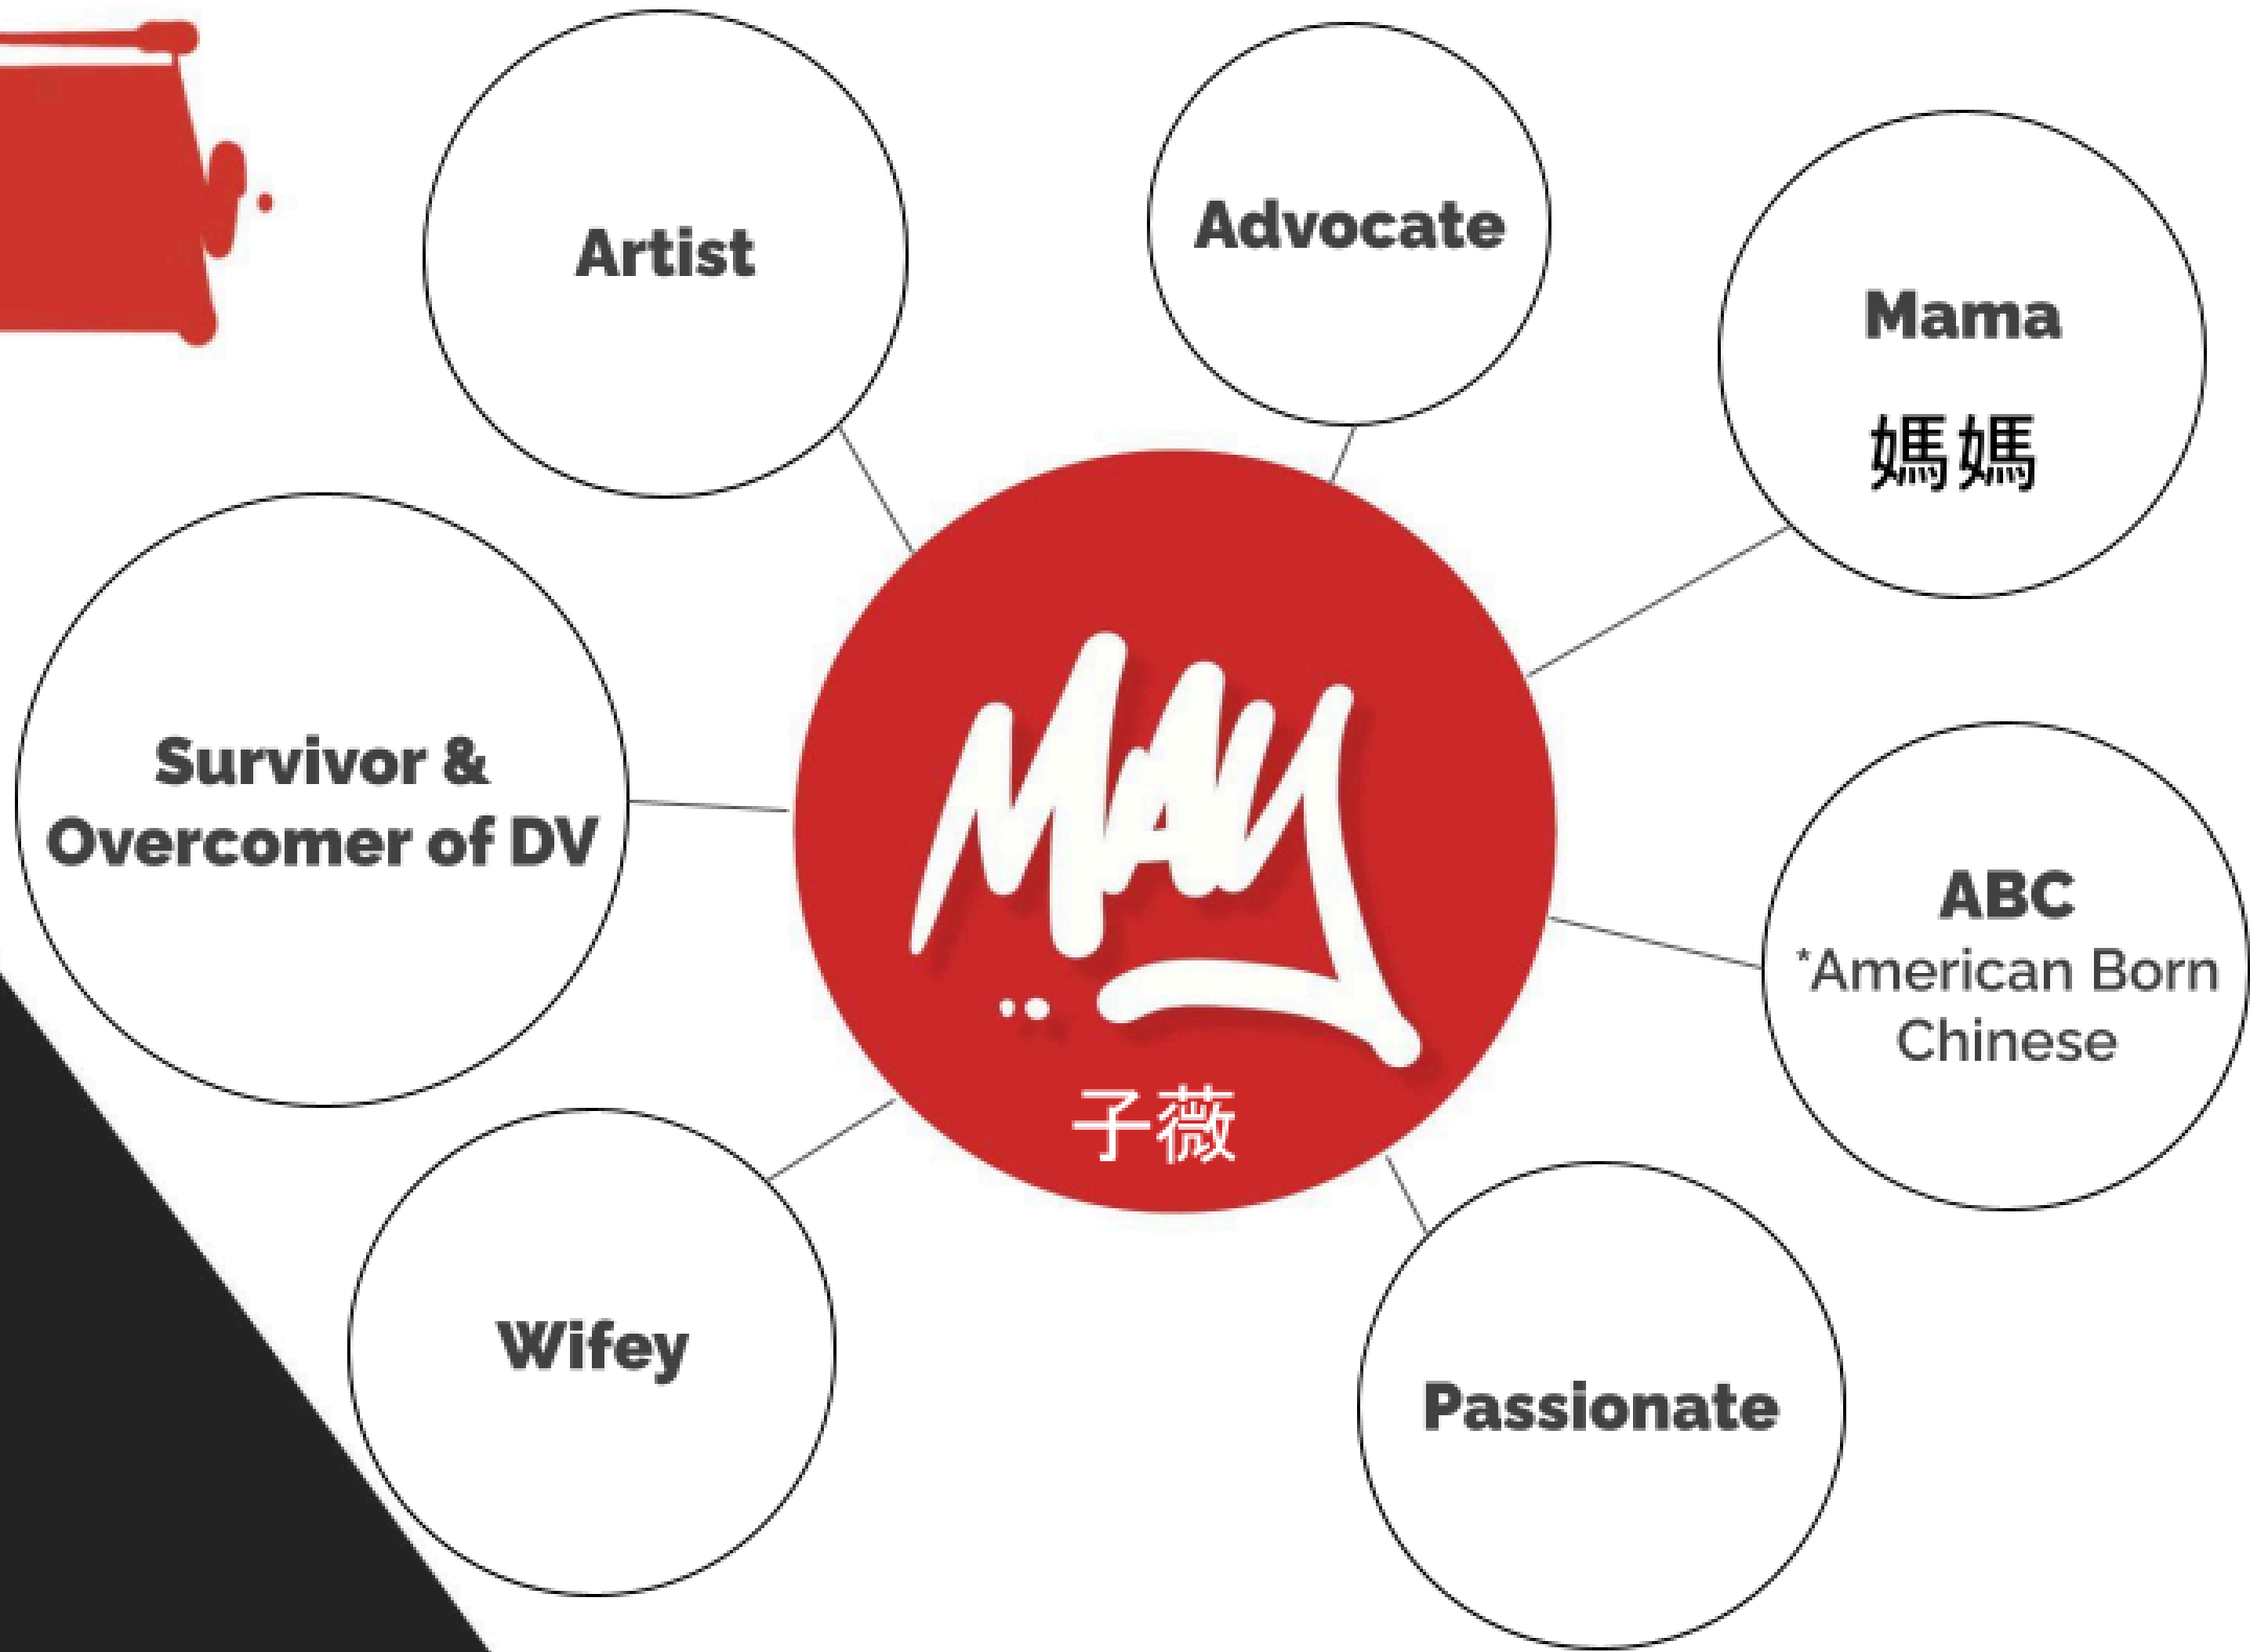 Artist
Advocate
Mama
媽媽
Survivor &
Overcomer of DV
MAY
子薇
ABC
*American Born
Chinese
Wifey
Passionate